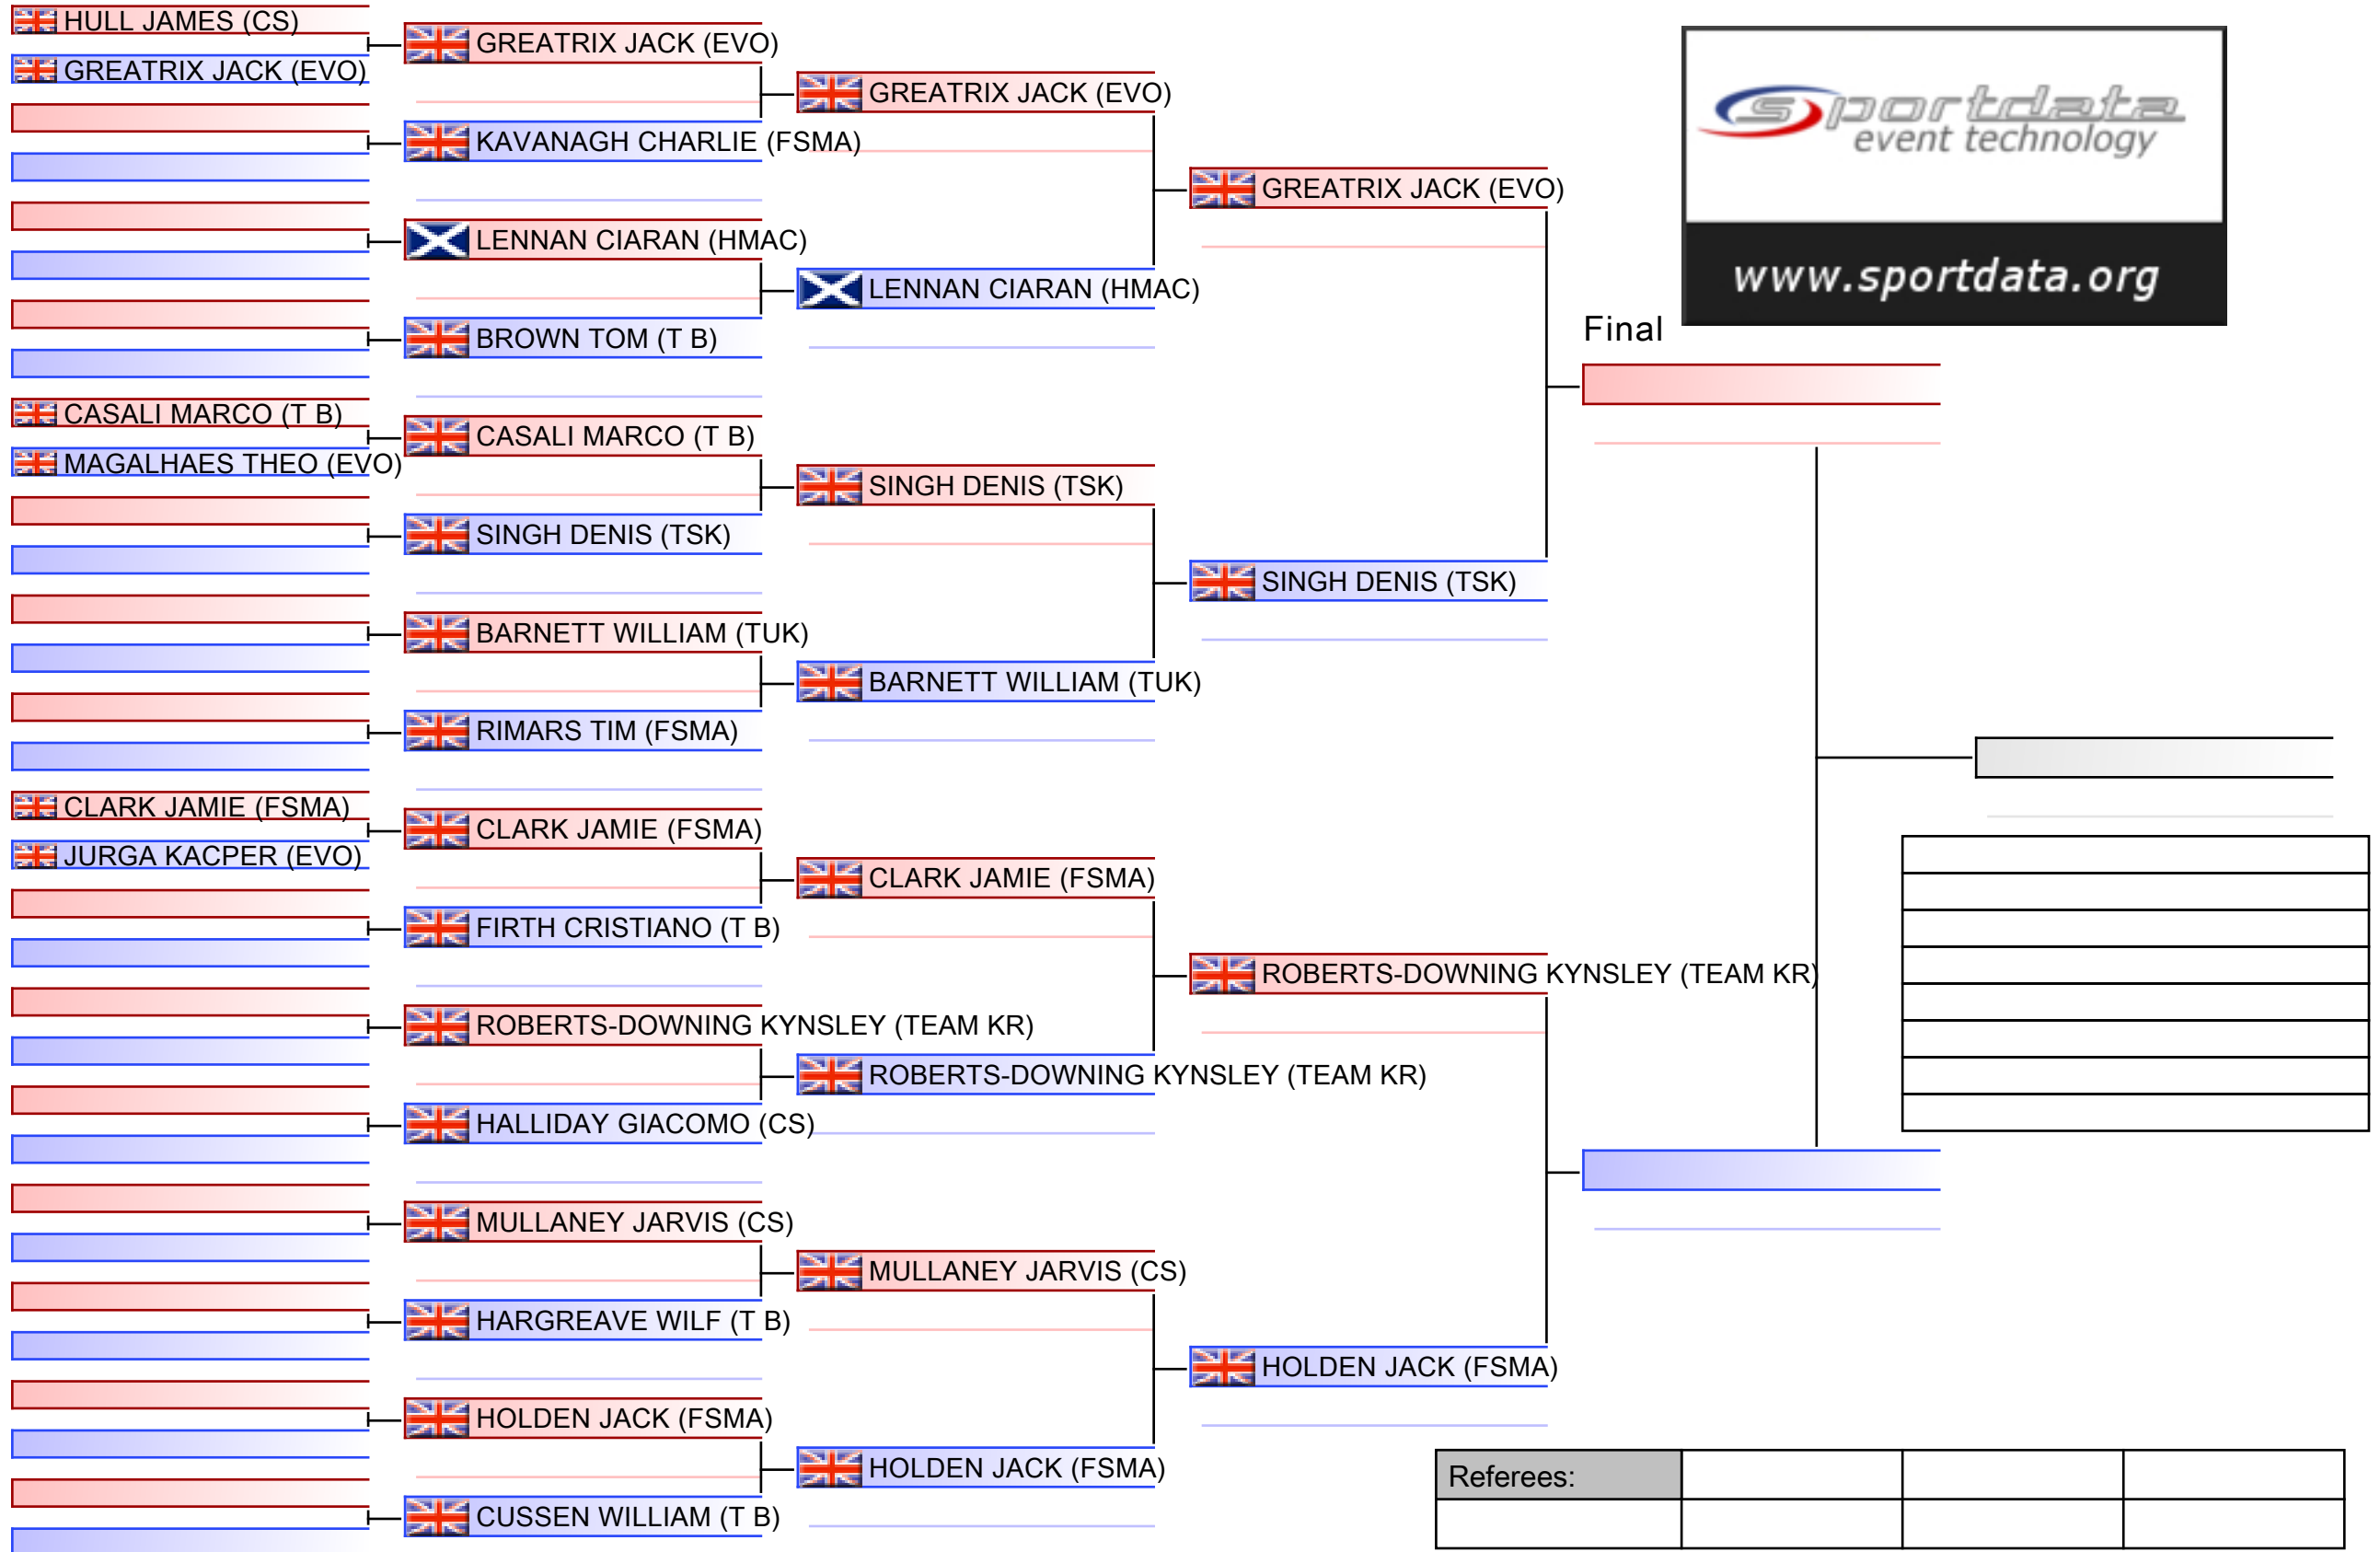 HULL JAMES (CS)
GREATRIX JACK (EVO)
CASALI MARCO (T B)
MAGALHAES THEO (EVO)
CLARK JAMIE (FSMA)
JURGA KACPER (EVO)
GREATRIX JACK (EVO)
KAVANAGH CHARLIE (FSMA)
LENNAN CIARAN (HMAC)
BROWN TOM (T B)
CASALI MARCO (T B)
SINGH DENIS (TSK)
BARNETT WILLIAM (TUK)
RIMARS TIM (FSMA)
CLARK JAMIE (FSMA)
FIRTH CRISTIANO (T B)
ROBERTS-DOWNING KYNSLEY (TEAM KR)
HALLIDAY GIACOMO (CS)
MULLANEY JARVIS (CS)
HARGREAVE WILF (T B)
HOLDEN JACK (FSMA)
CUSSEN WILLIAM (T B)
GREATRIX JACK (EVO)
LENNAN CIARAN (HMAC)
SINGH DENIS (TSK)
BARNETT WILLIAM (TUK)
CLARK JAMIE (FSMA)
ROBERTS-DOWNING KYNSLEY (TEAM KR)
MULLANEY JARVIS (CS)
HOLDEN JACK (FSMA)
GREATRIX JACK (EVO)
SINGH DENIS (TSK)
ROBERTS-DOWNING KYNSLEY (TEAM KR)
HOLDEN JACK (FSMA)
Final
sportdata
event technology
www.sportdata.org
Referees: